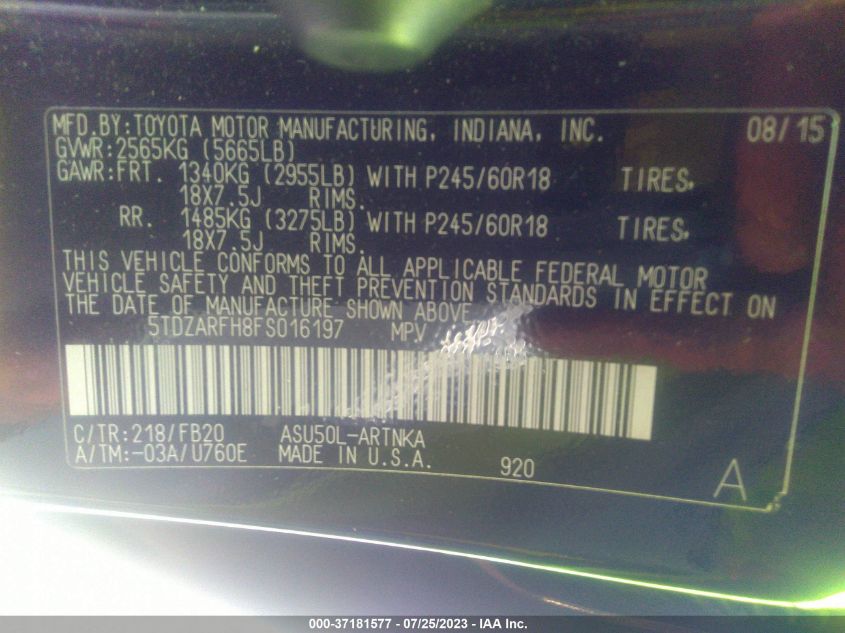 MFD.BY:TOYOTA MOTOR MANUFACTURING, INDIANA, INC. 08/15
GVWR:2565KG (5665LB)
GAWR:FRT. 1340KG (2955LB) WITH P245/60R18 TIRES,
18X7.5J RIMS.
RR. 1485KG (3275LB) WITH P245/60R18 TIRES,
18X7.5J RIMS.
THIS VEHICLE CONFORMS TO ALL APPLICABLE FEDERAL MOTOR
VEHICLE SAFETY AND THEFT PREVENTION STANDARDS IN EFFECT ON
THE DATE OF MANUFACTURE SHOWN ABOVE.
5TDZARFH8FS016197 MPV
C/TR:218/FB20 ASU50L-ARTNKA
A/TM:-03A/U760E MADE IN U.S.A. 920 A
000-37181577 - 07/25/2023 - IAA Inc.